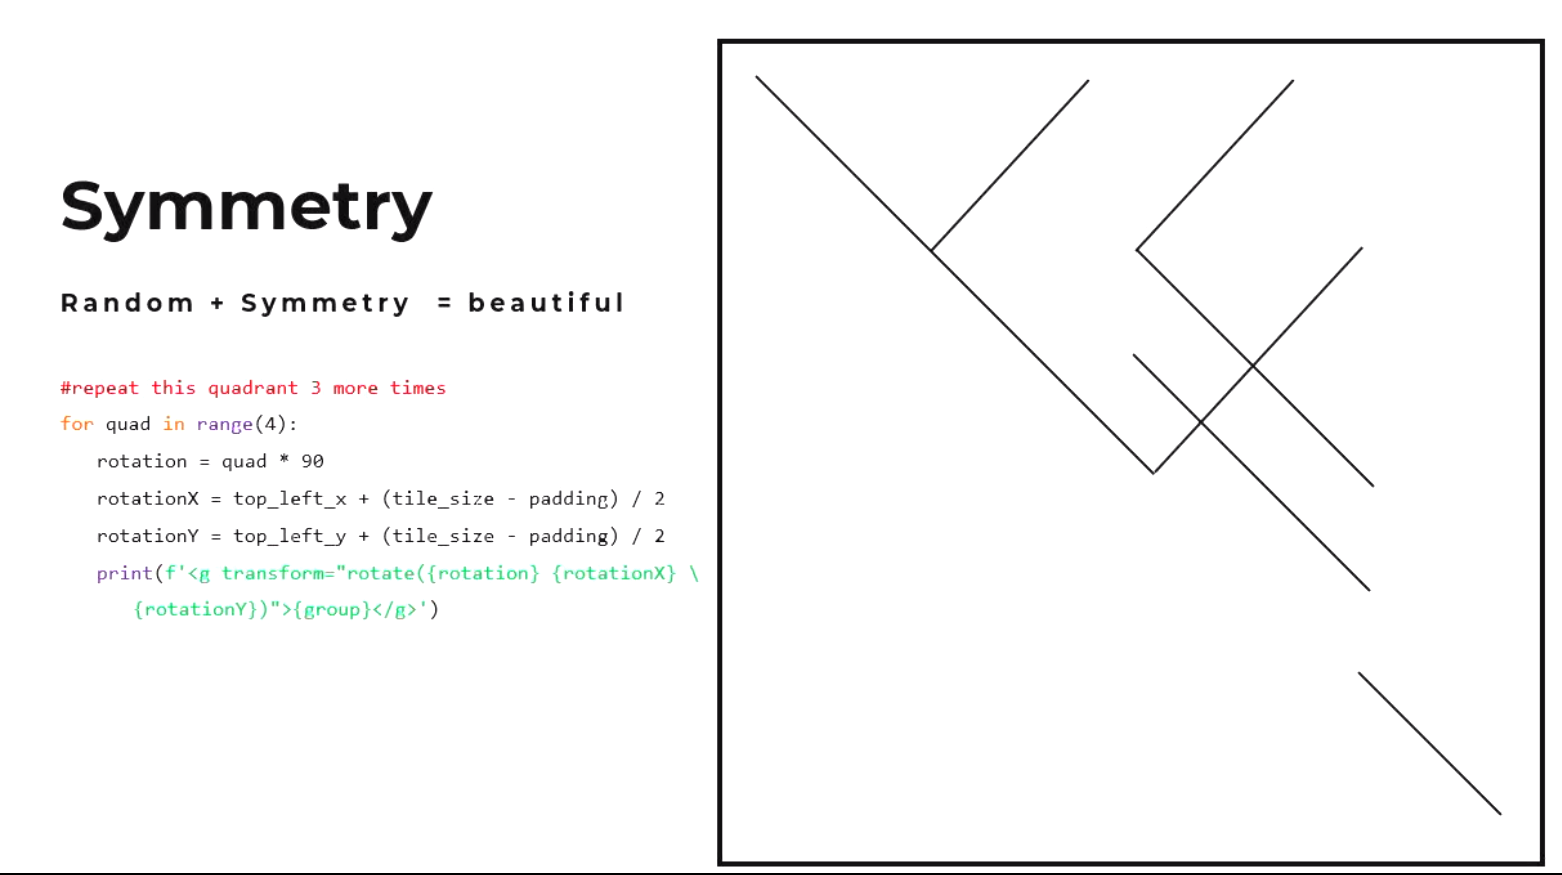 Symmetry
Random + Symmetry = beautiful
#repeat this quadrant 3 more times
for quad in range(4):
rotation = quad * 90
rotationX = top_left_x + (tile_size - padding) / 2
rotationY = top_left_y + (tile_size - padding) / 2
print(f'<g transform="rotate({rotation} {rotationX} \
{rotationY})">{group}</g>')